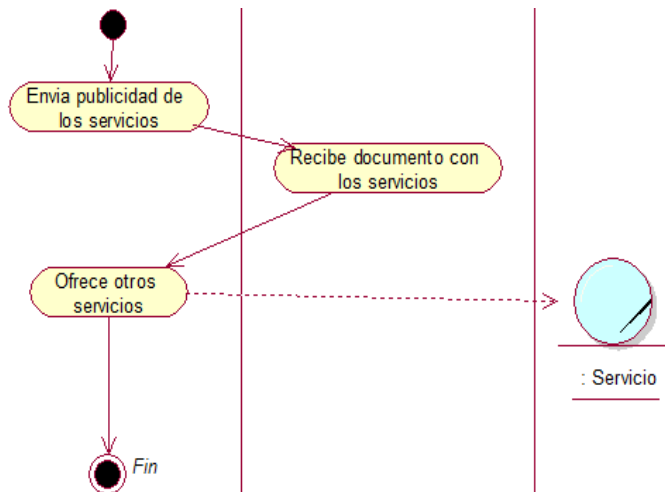 Envia publicidad de
los servicios
Recibe documento con
los servicios
Ofrece otros
servicios
: Servicio
Fin